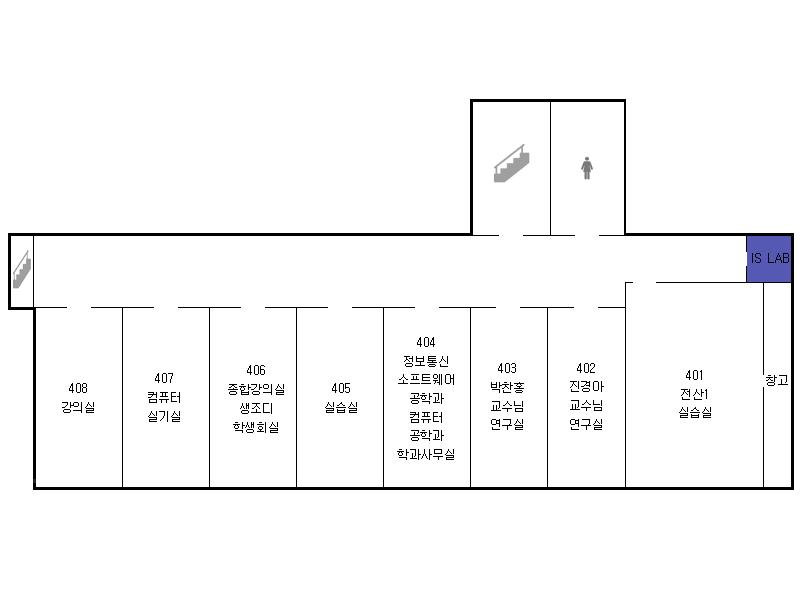 IS LAB
408
강의실
407
컴퓨터
실기실
406
종합강의실
생조디
학생회실
405
실습실
404
정보통신
소프트웨어
공학과
컴퓨터
공학과
학과사무실
403
박찬홍
교수님
연구실
402
진경아
교수님
연구실
401
전산1
실습실
창고